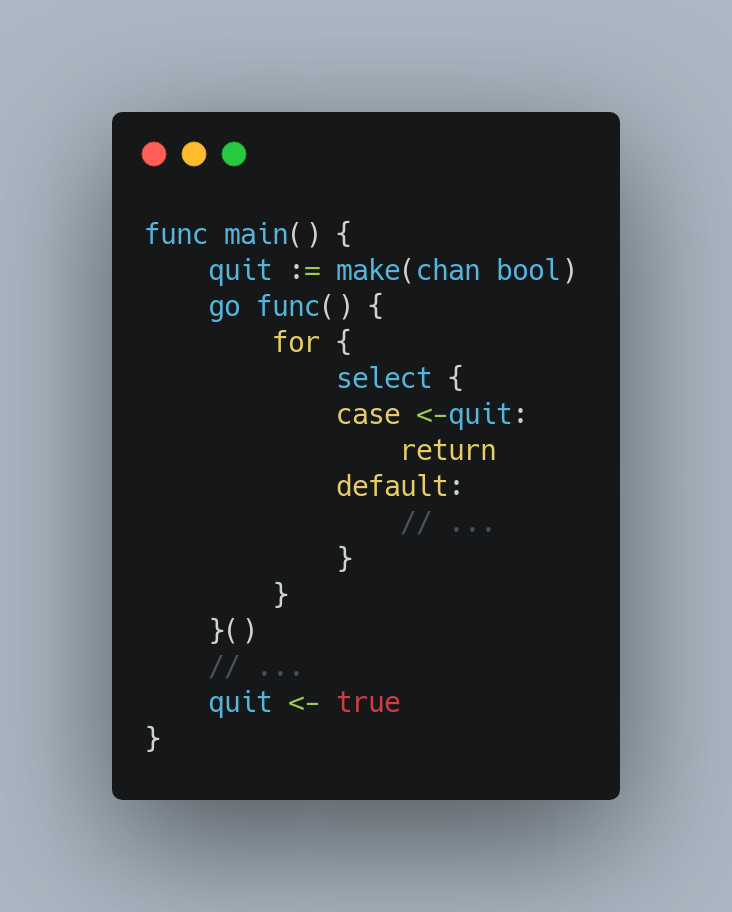 func main() {
    quit := make(chan bool)
    go func() {
        for {
            select {
            case <-quit:
                return
            default:
                // ...
            }
        }
    }()
    // ...
    quit <- true
}